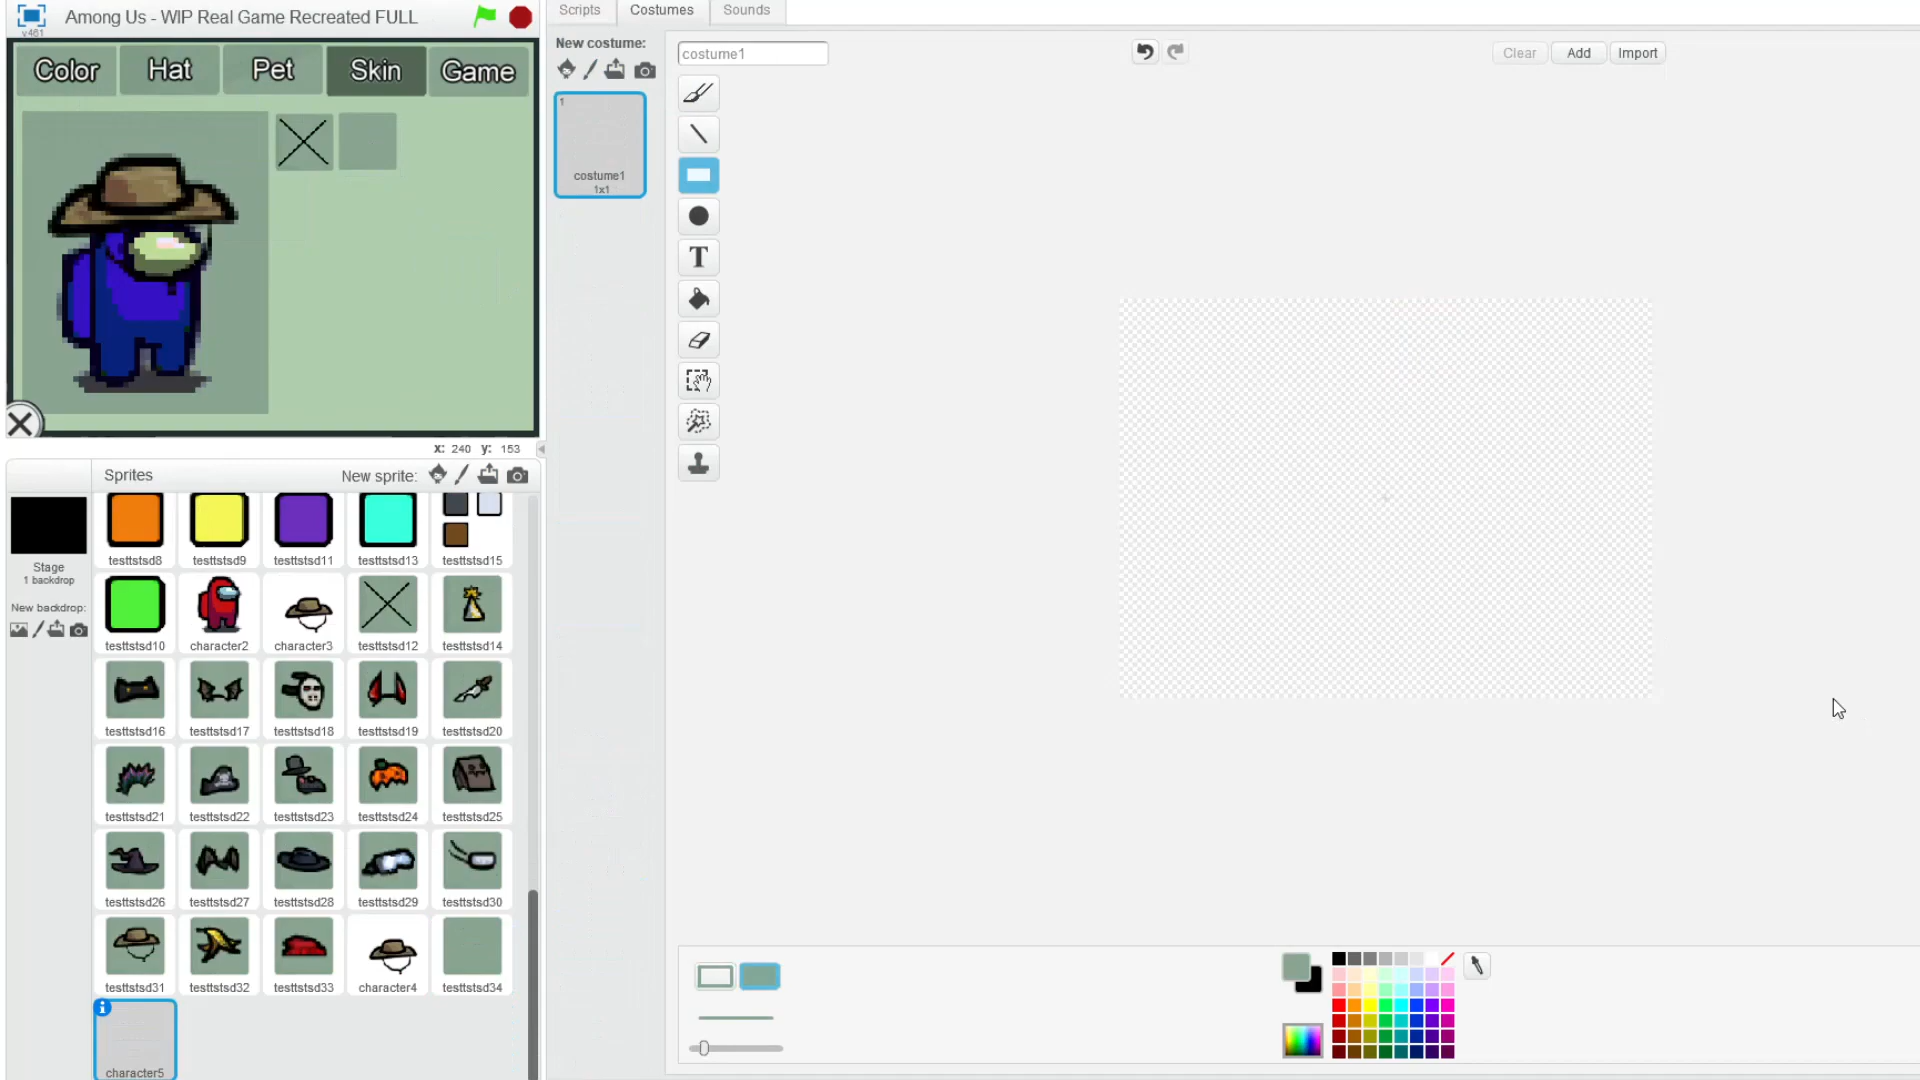 Among Us - WIP Real Game Recreated FULL
v461
Scripts
Costumes
Sounds
New costume:
costume1
Clear
Add
Import
Color
Hat
Pet
Skin
Game
1
costume1
1x1
T
x: 240 y: 153
Sprites
New sprite:
Stage
1 backdrop
New backdrop:
testtstsd8
testtstsd9
testtstsd11
testtstsd13
testtstsd15
testtstsd10
character2
character3
testtstsd12
testtstsd14
testtstsd16
testtstsd17
testtstsd18
testtstsd19
testtstsd20
testtstsd21
testtstsd22
testtstsd23
testtstsd24
testtstsd25
testtstsd26
testtstsd27
testtstsd28
testtstsd29
testtstsd30
testtstsd31
testtstsd32
testtstsd33
character4
testtstsd34
character5